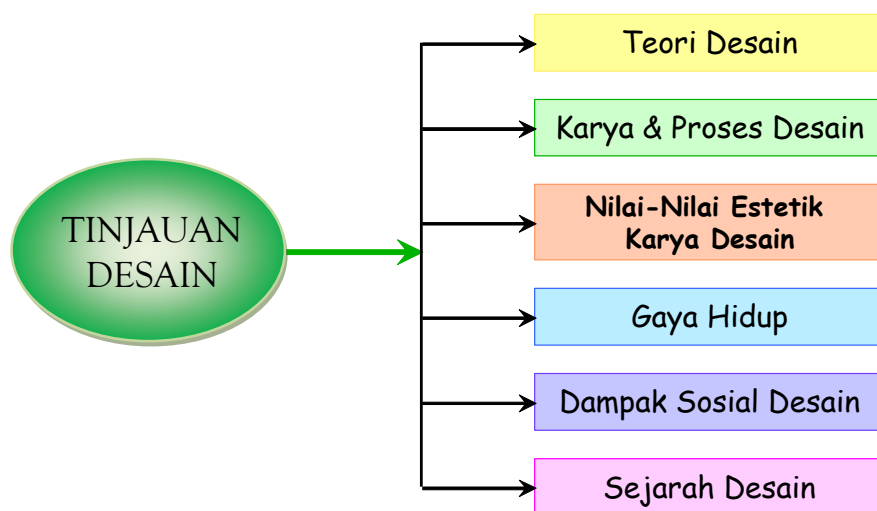 TINJAUAN
DESAIN
Teori Desain
Karya & Proses Desain
Nilai-Nilai Estetik
Karya Desain
Gaya Hidup
Dampak Sosial Desain
Sejarah Desain